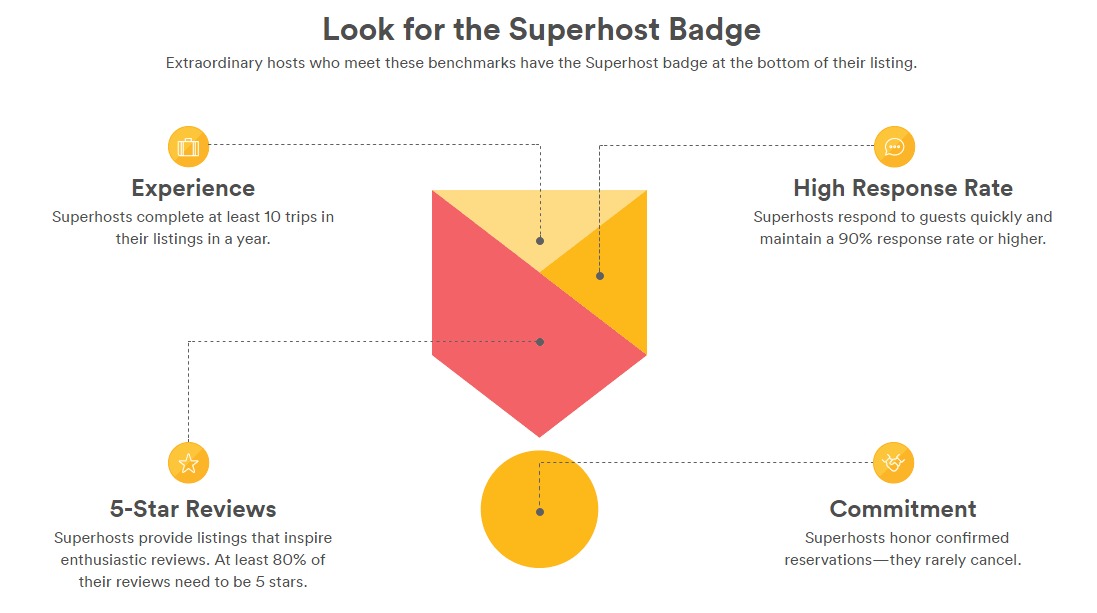 Look for the Superhost Badge
Extraordinary hosts who meet these benchmarks have the Superhost badge at the bottom of their listing.
Experience
Superhosts complete at least 10 trips in
their listings in a year.
High Response Rate
Superhosts respond to guests quickly and
maintain a 90% response rate or higher.
5-Star Reviews
Superhosts provide listings that inspire
enthusiastic reviews. At least 80% of
their reviews need to be 5 stars.
Commitment
Superhosts honor confirmed
reservations—they rarely cancel.